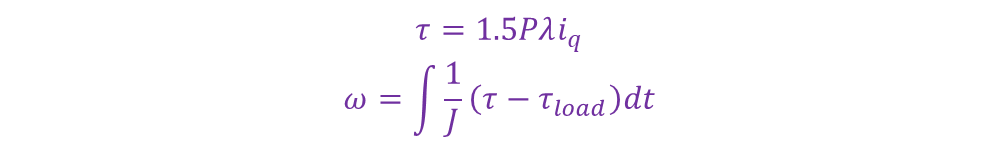 τ = 1.5Pλi_q
ω = ∫ 1/J (τ − τ_load)dt